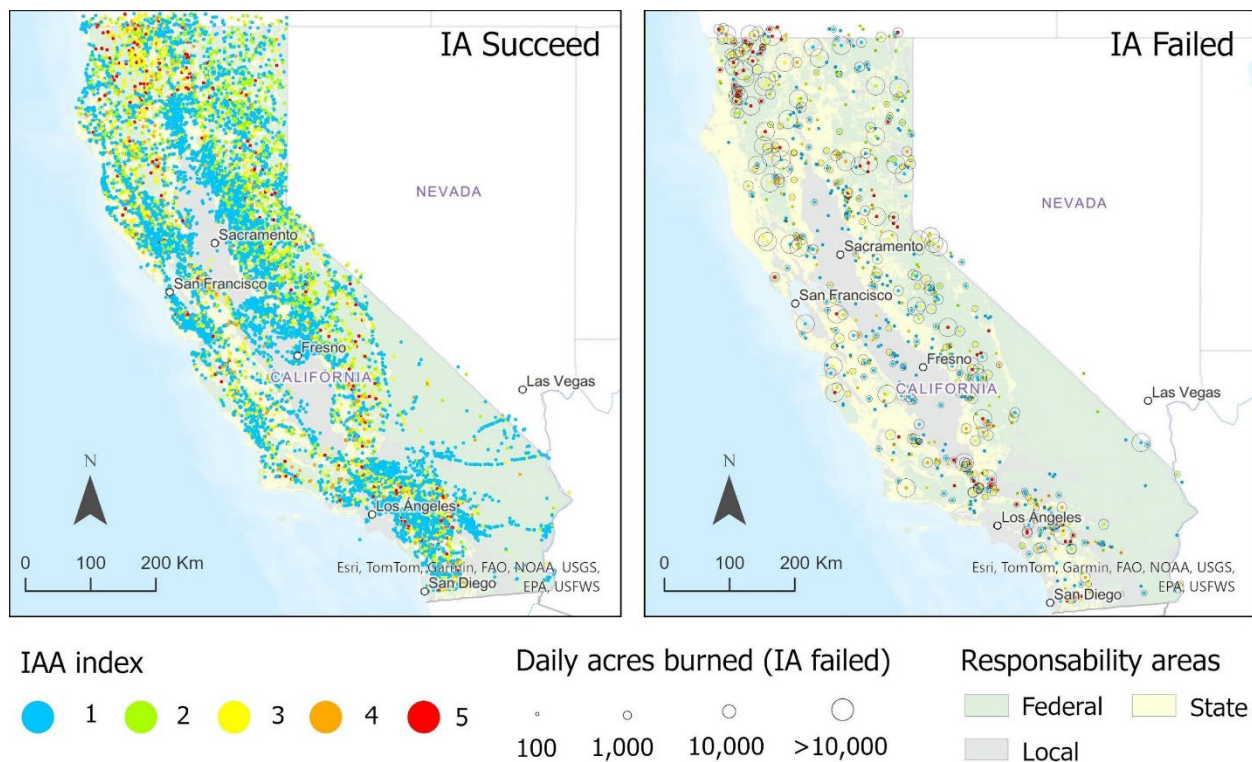 IA Succeed
NEVADA
Sacramento
San Francisco
Fresno
CALIFORNIA
Las Vegas
Los Angeles
San Diego
N
0 100 200 Km
Esri, TomTom, Garmin, FAO, NOAA, USGS,
EPA, USFWS
IA Failed
NEVADA
Sacramento
San Francisco
Fresno
CALIFORNIA
Las Vegas
Los Angeles
San Diego
N
0 100 200 Km
Esri, TomTom, Garmin, FAO, NOAA, USGS,
EPA, USFWS
IAA index
1 2 3 4 5
Daily acres burned (IA failed)
100 1,000 10,000 >10,000
Responsability areas
Federal State
Local